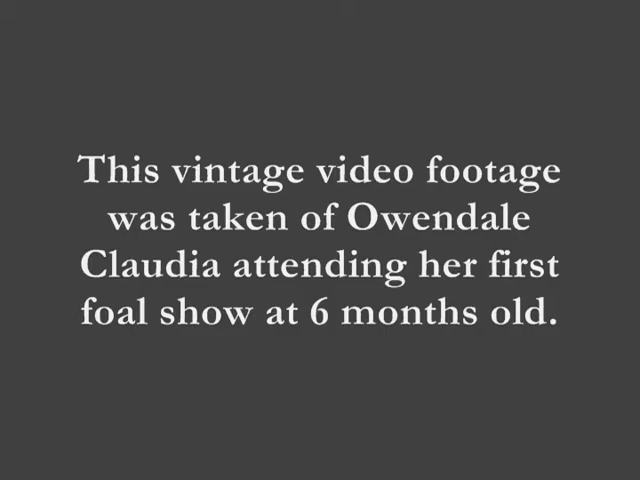 This vintage video footage
was taken of Owendale
Claudia attending her first
foal show at 6 months old.